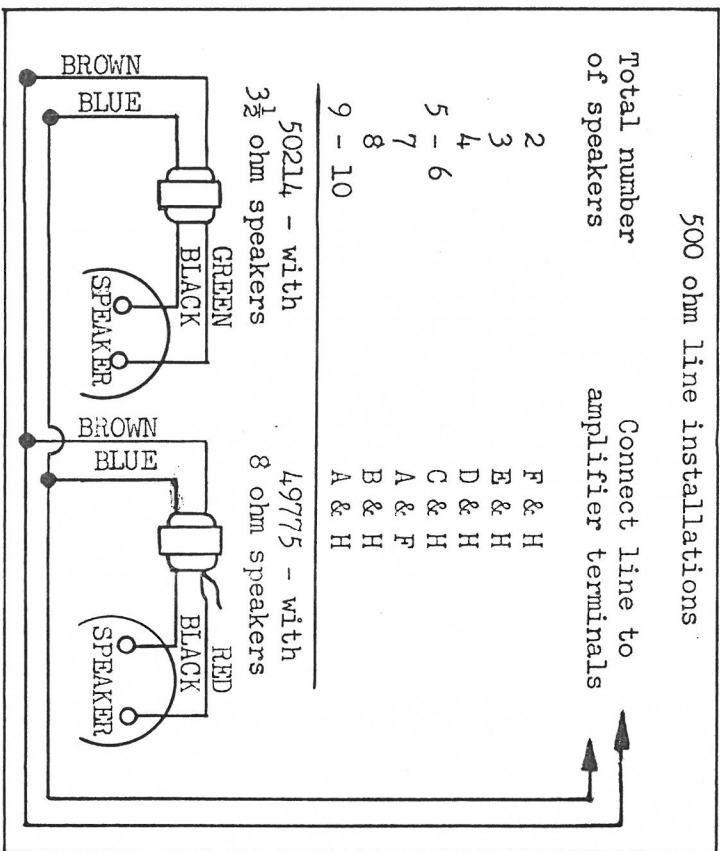 500 ohm line installations
Total number of speakers
Connect line to amplifier terminals
2 F & H
3 E & H
4 D & H
5 - 6 C & H
7 A & F
8 B & H
9 - 10 A & H
50214 - with
3½ ohm speakers
49775 - with
8 ohm speakers
BROWN
BLUE
GREEN
BLACK
SPEAKER
BROWN
BLUE
RED
BLACK
SPEAKER